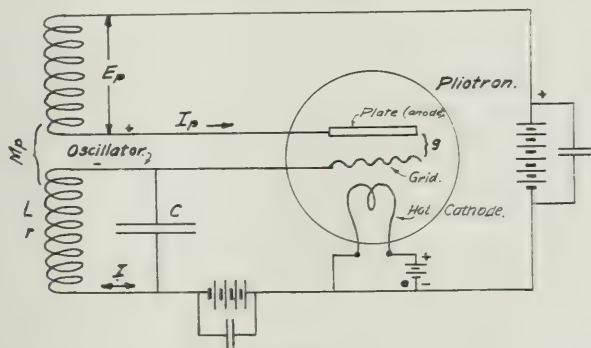 Ep
Pliotron.
+
+
Ip
Plate (anode)
g
Mp
Oscillator
Grid.
L
r
C
Hot Cathode.
I
+
e
-